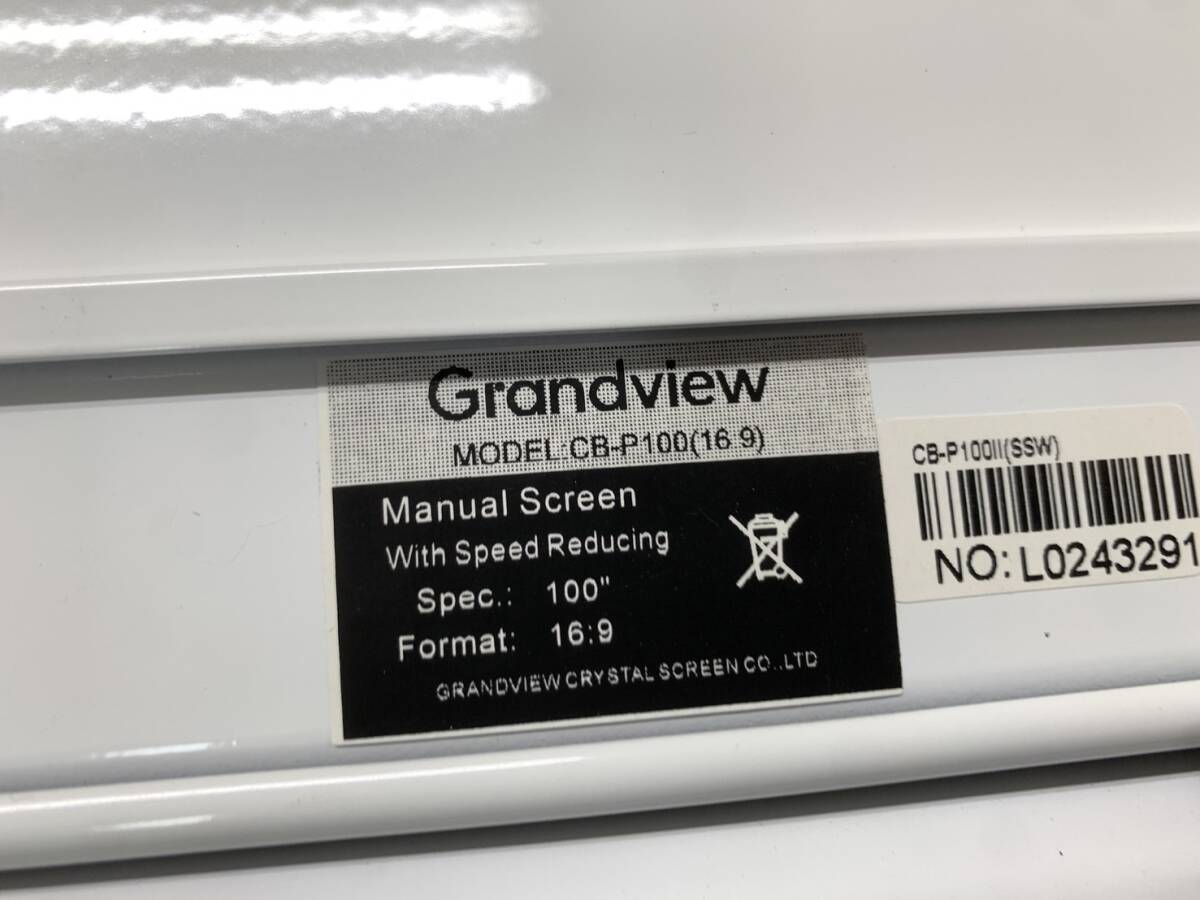 Grandview
MODEL:CB-P100(16:9)
Manual Screen
With Speed Reducing
Spec.: 100"
Format: 16:9
GRANDVIEW CRYSTAL SCREEN CO.,LTD
CB-P100II(SSW)
NO:L0243291